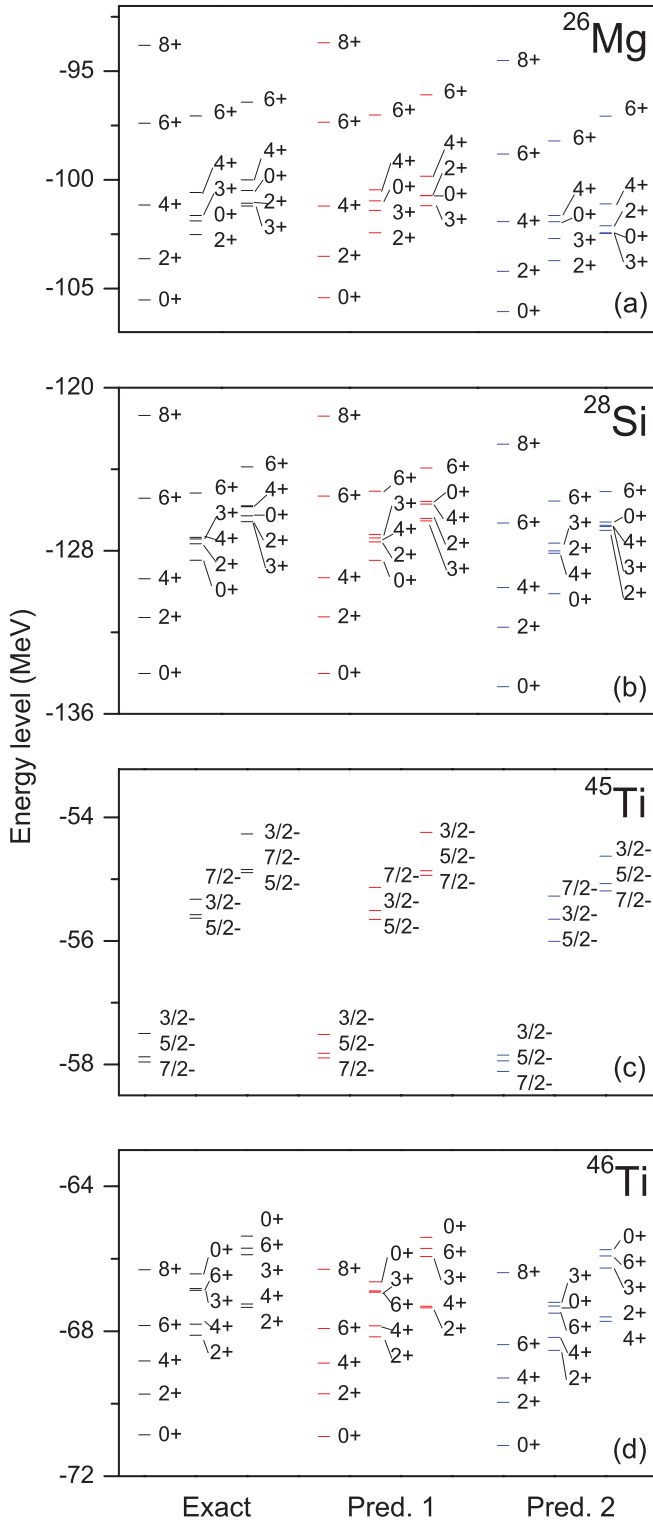 ²⁶Mg
-95
-100
-105
8+ 6+ 4+ 2+ 0+
6+ 4+ 3+ 0+ 2+
6+ 4+ 0+ 2+ 3+
8+ 6+ 4+ 2+ 0+
6+ 4+ 0+ 3+ 2+
6+ 4+ 2+ 0+ 3+
8+ 6+ 4+ 2+ 0+
6+ 4+ 0+ 3+ 2+
6+ 4+ 2+ 0+ 3+
(a)
²⁸Si
-120
-128
-136
8+ 6+ 4+ 2+ 0+
6+ 3+ 4+ 2+ 0+
6+ 4+ 0+ 2+ 3+
8+ 6+ 4+ 2+ 0+
6+ 3+ 4+ 2+ 0+
6+ 0+ 4+ 2+ 3+
8+ 6+ 4+ 2+ 0+
6+ 3+ 2+ 4+ 0+
6+ 0+ 4+ 3+ 2+
(b)
Energy level (MeV)
⁴⁵Ti
-54
-56
-58
3/2- 5/2- 7/2-
7/2- 3/2- 5/2-
3/2- 7/2- 5/2-
3/2- 5/2- 7/2-
7/2- 3/2- 5/2-
3/2- 5/2- 7/2-
3/2- 5/2- 7/2-
7/2- 3/2- 5/2-
3/2- 5/2- 7/2-
(c)
⁴⁶Ti
-64
-68
-72
8+ 6+ 4+ 2+ 0+
0+ 6+ 3+ 4+ 2+
0+ 6+ 3+ 4+ 2+
8+ 6+ 4+ 2+ 0+
0+ 3+ 6+ 4+ 2+
0+ 6+ 3+ 4+ 2+
8+ 6+ 4+ 2+ 0+
3+ 0+ 6+ 4+ 2+
0+ 6+ 3+ 2+ 4+
(d)
Exact Pred. 1 Pred. 2